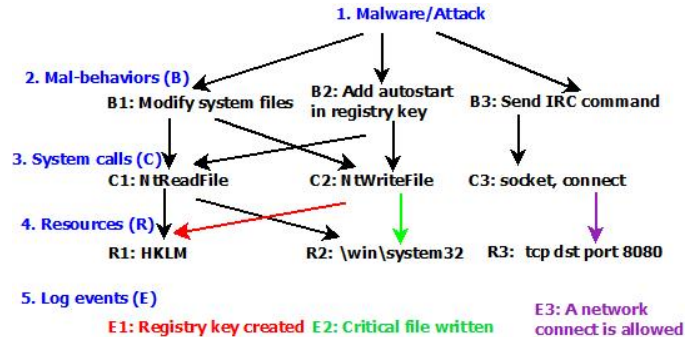 1. Malware/Attack
2. Mal-behaviors (B)
B1: Modify system files
B2: Add autostart
in registry key
B3: Send IRC command
3. System calls (C)
C1: NtReadFile
C2: NtWriteFile
C3: socket, connect
4. Resources (R)
R1: HKLM
R2: \win\system32
R3: tcp dst port 8080
5. Log events (E)
E1: Registry key created
E2: Critical file written
E3: A network
connect is allowed